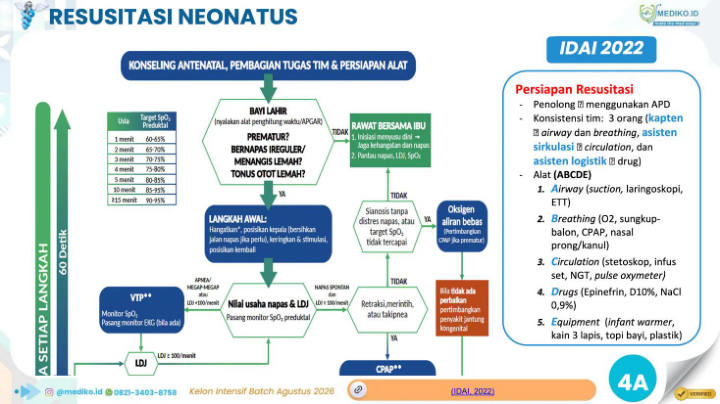 RESUSITASI NEONATUS
MEDIKO.ID
KONSELING ANTENATAL, PEMBAGIAN TUGAS TIM & PERSIAPAN ALAT
IDAI 2022
Usia
Target SpO₂
Preduktal
1 menit 60-65%
2 menit 65-70%
3 menit 70-75%
4 menit 75-80%
5 menit 80-85%
10 menit 85-95%
≥15 menit 90-95%
BAYI LAHIR
(nyalakan alat penghitung waktu/APGAR)
PREMATUR?
BERNAPAS IREGULER/
MENANGIS LEMAH?
TONUS OTOT LEMAH?
TIDAK
RAWAT BERSAMA IBU
1. Inisiasi menyusu dini →
Jaga kehangatan dan napas
2. Pantau napas, LDJ, SpO₂
YA
LANGKAH AWAL:
Hangatkan*, posisikan kepala (bersihkan
jalan napas jika perlu), keringkan & stimulasi,
posisikan kembali
TIDAK
Sianosis tanpa
distres napas, atau
target SpO₂
tidak tercapai
YA
Oksigen
aliran bebas
(Pertimbangkan
CPAP jika prematur)
A SETIAP LANGKAH
60 Detik
APNEA/
MEGAP-MEGAP
atau
LDJ <100/menit
NAPAS SPONTAN
dan
LDJ ≥ 100/menit
VTP**
Monitor SpO₂
Pasang monitor EKG (bila ada)
Nilai usaha napas & LDJ
Pasang monitor SpO₂ preduktal
TIDAK
Retraksi,merintih,
atau takipnea
Bila tidak ada
perbaikan
pertimbangkan
penyakit jantung
kongenital
YA
LDJ
LDJ ≥ 100/menit
CPAP**
Persiapan Resusitasi
- Penolong menggunakan APD
- Konsistensi tim: 3 orang (kapten
airway dan breathing, asisten
sirkulasi circulation, dan
asisten logistik drug)
- Alat (ABCDE)
1. Airway (suction, laringoskopi,
ETT)
2. Breathing (O2, sungkup-
balon, CPAP, nasal
prong/kanul)
3. Circulation (stetoskop, infus
set, NGT, pulse oxymeter)
4. Drugs (Epinefrin, D10%, NaCl
0,9%)
5. Equipment (infant warmer,
kain 3 lapis, topi bayi, plastik)
@mediko.id
0821-3403-8758
Kelon Intensif Batch Agustus 2026
(IDAI, 2022)
4A
VERIFIED